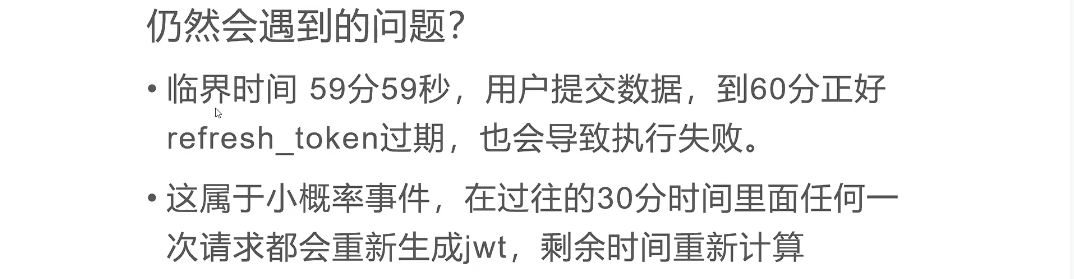 仍然会遇到的问题？
• 临界时间 59分59秒，用户提交数据，到60分正好
refresh_token过期，也会导致执行失败。
• 这属于小概率事件，在过往的30分时间里面任何一
次请求都会重新生成jwt，剩余时间重新计算